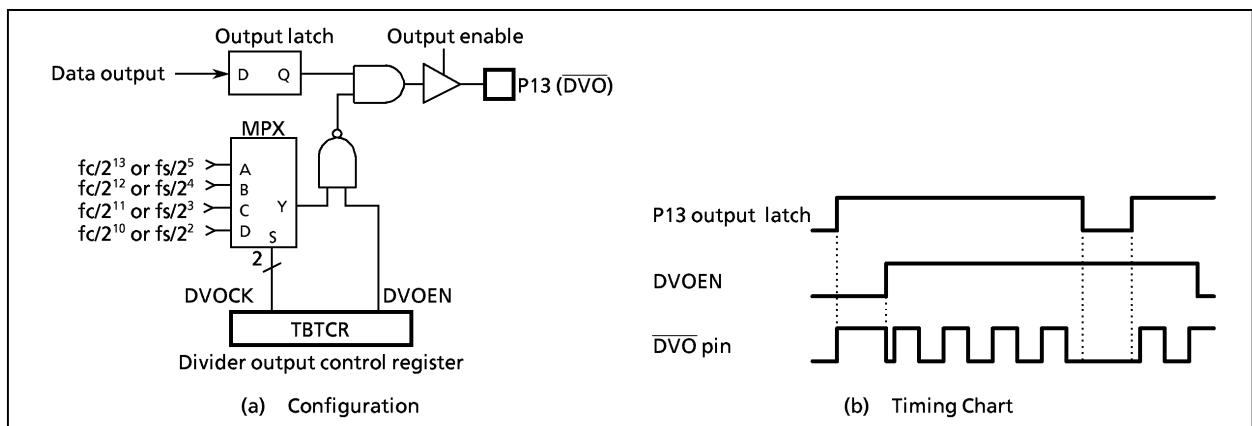 Output latch
Output enable
Data output
D Q
P13 (D̅V̅O̅)
MPX
fc/2¹³ or fs/2⁵
A
fc/2¹² or fs/2⁴
B
fc/2¹¹ or fs/2³
C
Y
fc/2¹⁰ or fs/2²
D
S
2
DVOCK
DVOEN
TBTCR
Divider output control register
(a) Configuration
P13 output latch
DVOEN
D̅V̅O̅ pin
(b) Timing Chart